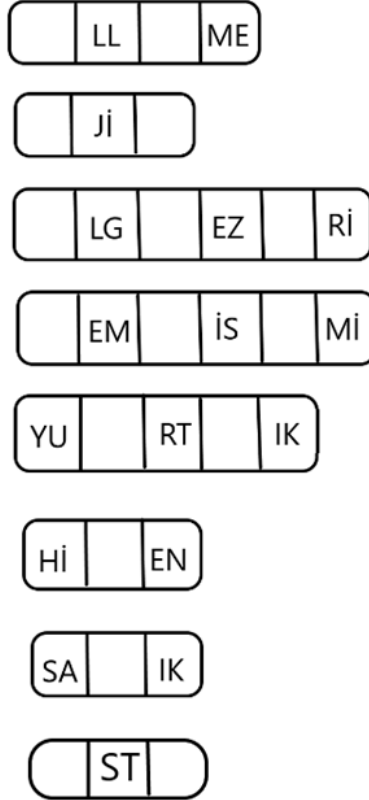 LL ME
Jİ
LG EZ Rİ
EM İS Mİ
YU RT IK
Hİ EN
SA IK
ST